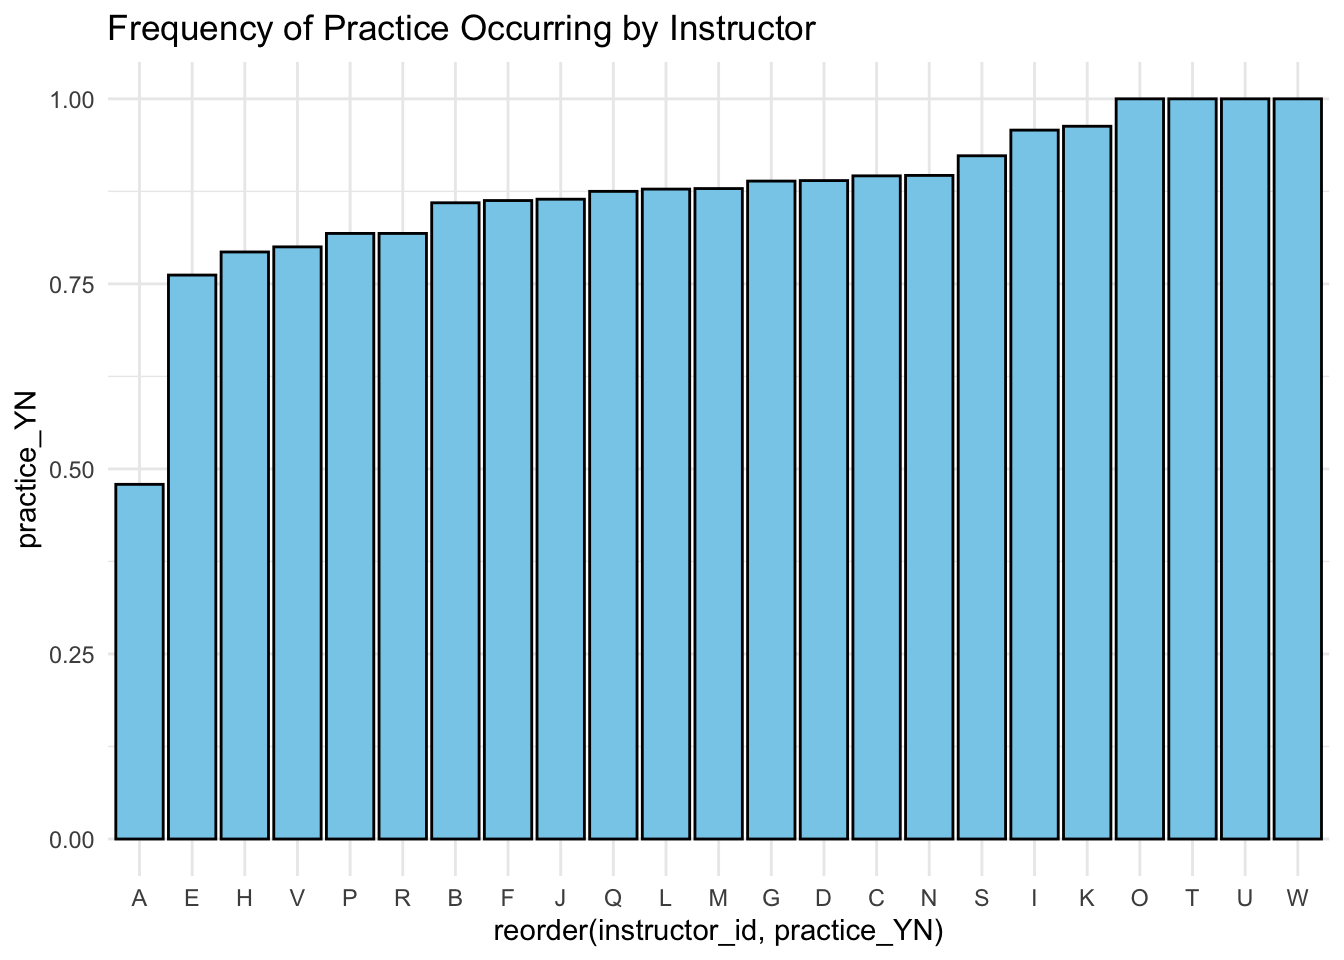 Frequency of Practice Occurring by Instructor
1.00
0.75
0.50
0.25
0.00
practice_YN
A E H V P R B F J Q L M G D C N S I K O T U W
reorder(instructor_id, practice_YN)